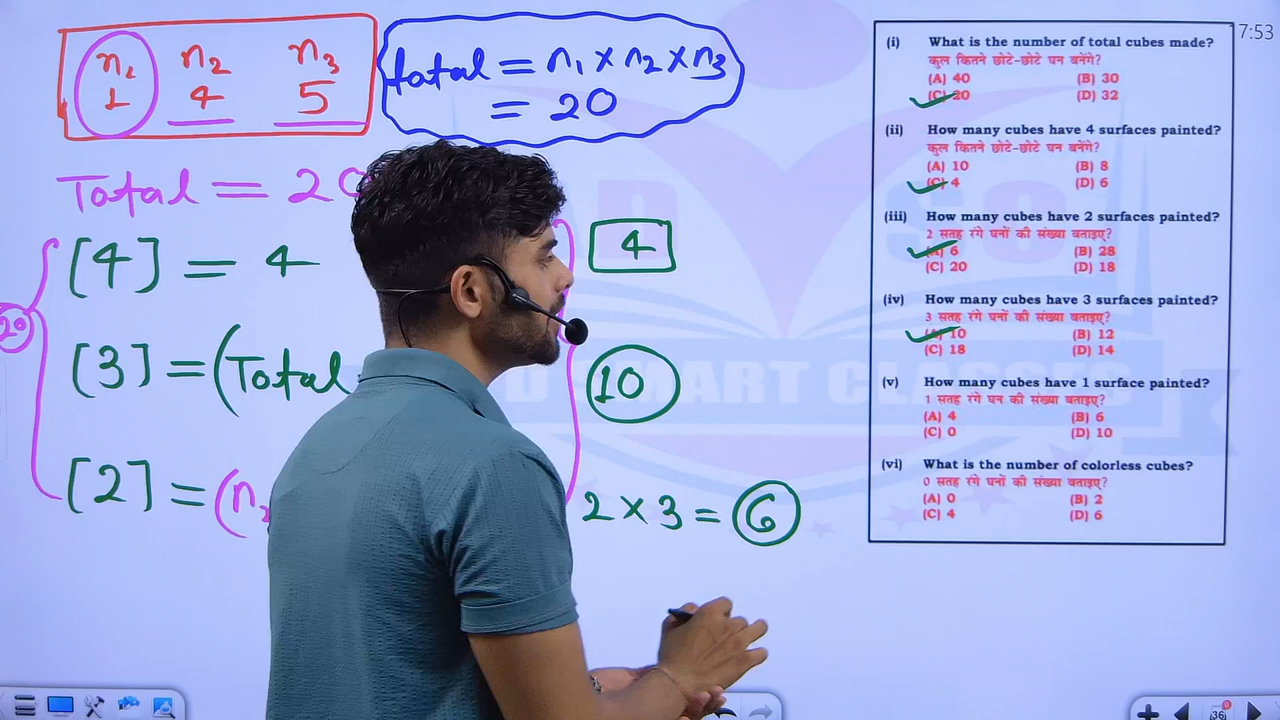 n₁ n₂ n₃
1 4 5
total = n₁ × n₂ × n₃
= 20
7:53
Total = 20
[4] = 4
4
20
[3] = (Total
10
[2] = (n₂
2 × 3 = 6
(i) What is the number of total cubes made?
कुल कितने छोटे-छोटे घन बनेंगे?
(A) 40 (B) 30
(C) 20 (D) 32
(ii) How many cubes have 4 surfaces painted?
कुल कितने छोटे-छोटे घन बनेंगे?
(A) 10 (B) 8
(C) 4 (D) 6
(iii) How many cubes have 2 surfaces painted?
2 सतह रंगे घनों की संख्या बताइए?
(A) 6 (B) 28
(C) 20 (D) 18
(iv) How many cubes have 3 surfaces painted?
3 सतह रंगे घनों की संख्या बताइए?
(A) 10 (B) 12
(C) 18 (D) 14
(v) How many cubes have 1 surface painted?
1 सतह रंगे घन की संख्या बताइए?
(A) 4 (B) 6
(C) 0 (D) 10
(vi) What is the number of colorless cubes?
0 सतह रंगे घनों की संख्या बताइए?
(A) 0 (B) 2
(C) 4 (D) 6
D SMART CLASSES
36